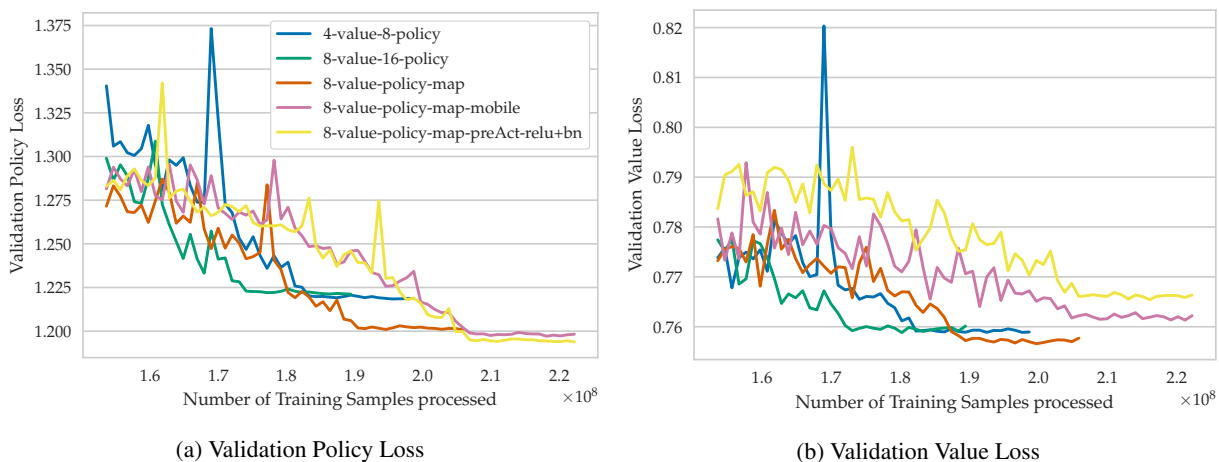 1.375
1.350
1.325
1.300
1.275
1.250
1.225
1.200
Validation Policy Loss
4-value-8-policy
8-value-16-policy
8-value-policy-map
8-value-policy-map-mobile
8-value-policy-map-preAct-relu+bn
1.6 1.7 1.8 1.9 2.0 2.1 2.2
×10⁸
Number of Training Samples processed
(a) Validation Policy Loss
0.82
0.81
0.80
0.79
0.78
0.77
0.76
Validation Value Loss
1.6 1.7 1.8 1.9 2.0 2.1 2.2
×10⁸
Number of Training Samples processed
(b) Validation Value Loss